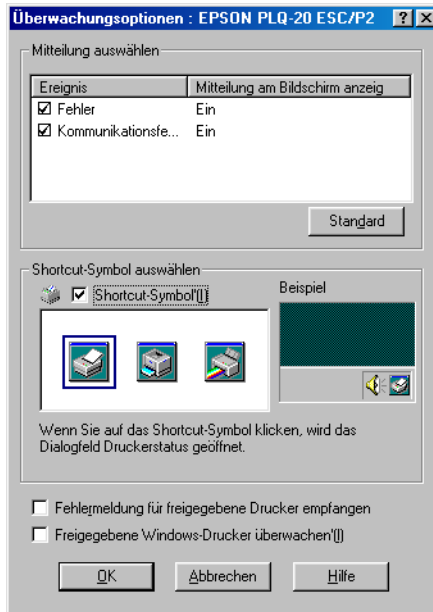 Überwachungsoptionen : EPSON PLQ-20 ESC/P2
Mitteilung auswählen
Ereignis Mitteilung am Bildschirm anzeig
Fehler Ein
Kommunikationsfe... Ein
Standard
Shortcut-Symbol auswählen
Shortcut-Symbol'(I)
Beispiel
Wenn Sie auf das Shortcut-Symbol klicken, wird das
Dialogfeld Druckerstatus geöffnet.
Fehlermeldung für freigegebene Drucker empfangen
Freigegebene Windows-Drucker überwachen'(I)
OK Abbrechen Hilfe